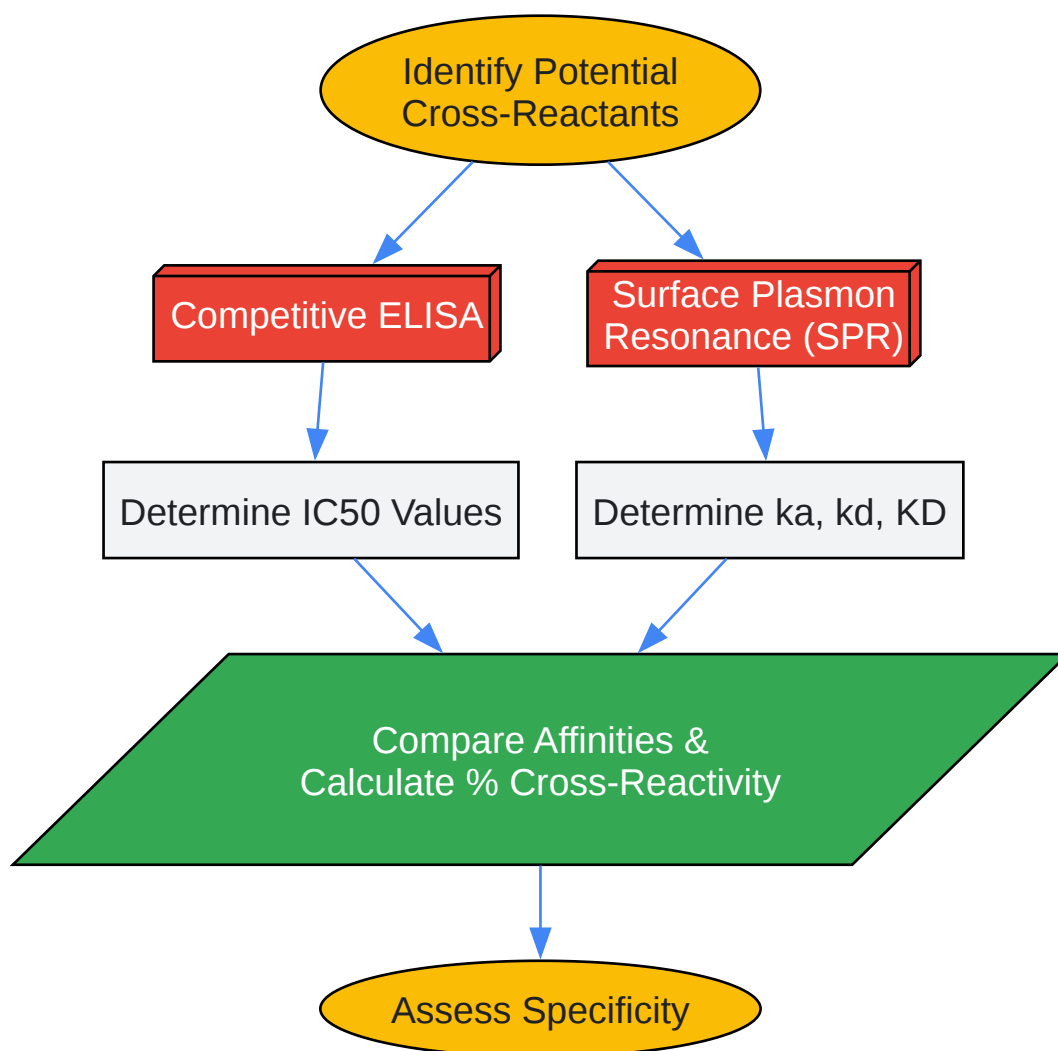 Identify Potential
Cross-Reactants
Competitive ELISA
Surface Plasmon
Resonance (SPR)
Determine IC50 Values
Determine ka, kd, KD
Compare Affinities &
Calculate % Cross-Reactivity
Assess Specificity